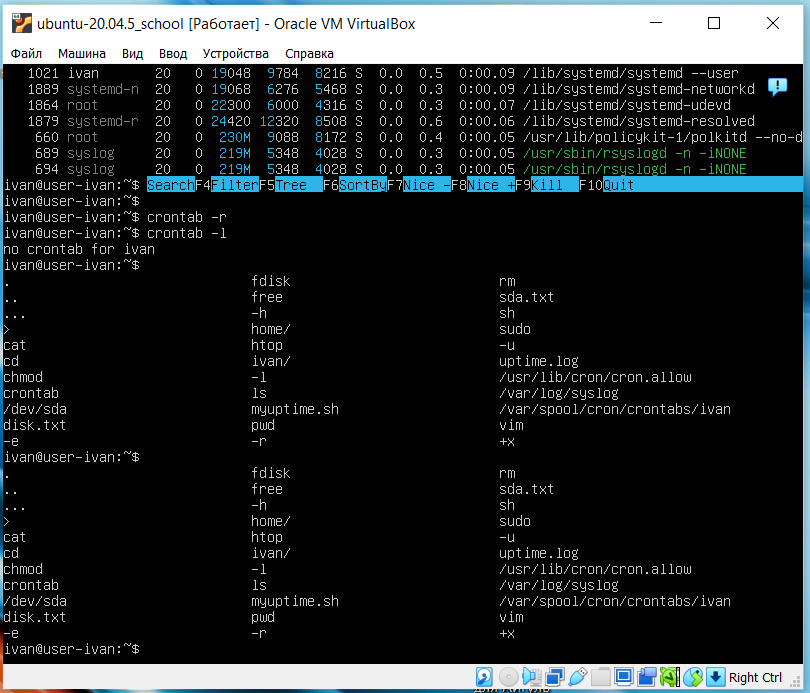 ubuntu-20.04.5_school [Работает] - Oracle VM VirtualBox
Файл Машина Вид Ввод Устройства Справка
1021 ivan 20 0 19048 9784 8216 S 0.0 0.5 0:00.09 /lib/systemd/systemd --user
1889 systemd-n 20 0 19068 6276 5468 S 0.0 0.3 0:00.09 /lib/systemd/systemd-networkd
1864 root 20 0 22300 6000 4316 S 0.0 0.3 0:00.07 /lib/systemd/systemd-udevd
1879 systemd-r 20 0 24420 12320 8508 S 0.0 0.6 0:00.06 /lib/systemd/systemd-resolved
660 root 20 0 230M 9088 8172 S 0.0 0.4 0:00.05 /usr/lib/policykit-1/polkitd --no-d
689 syslog 20 0 219M 5348 4028 S 0.0 0.3 0:00.05 /usr/sbin/rsyslogd -n -iNONE
694 syslog 20 0 219M 5348 4028 S 0.0 0.3 0:00.05 /usr/sbin/rsyslogd -n -iNONE
ivan@user-ivan:~$ SearchF4FilterF5Tree F6SortByF7Nice -F8Nice +F9Kill F10Quit
ivan@user-ivan:~$
ivan@user-ivan:~$ crontab -r
ivan@user-ivan:~$ crontab -l
no crontab for ivan
ivan@user-ivan:~$
. fdisk rm
.. free sda.txt
... -h sh
> home/ sudo
cat htop -u
cd ivan/ uptime.log
chmod -l /usr/lib/cron/cron.allow
crontab ls /var/log/syslog
/dev/sda myuptime.sh /var/spool/cron/crontabs/ivan
disk.txt pwd vim
-e -r +x
ivan@user-ivan:~$
. fdisk rm
.. free sda.txt
... -h sh
> home/ sudo
cat htop -u
cd ivan/ uptime.log
chmod -l /usr/lib/cron/cron.allow
crontab ls /var/log/syslog
/dev/sda myuptime.sh /var/spool/cron/crontabs/ivan
disk.txt pwd vim
-e -r +x
ivan@user-ivan:~$
Right Ctrl